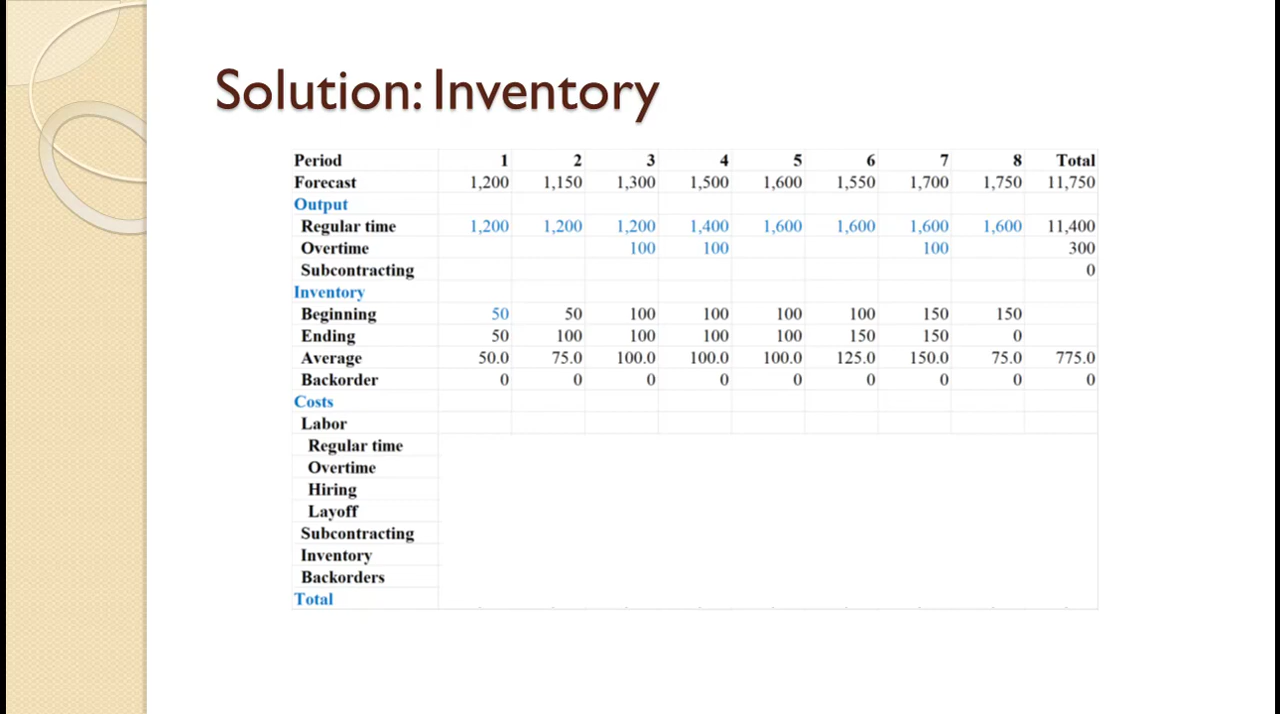 Solution: Inventory
Period 1 2 3 4 5 6 7 8 Total
Forecast 1,200 1,150 1,300 1,500 1,600 1,550 1,700 1,750 11,750
Output
Regular time 1,200 1,200 1,200 1,400 1,600 1,600 1,600 1,600 11,400
Overtime 100 100 100 300
Subcontracting 0
Inventory
Beginning 50 50 100 100 100 100 150 150
Ending 50 100 100 100 100 150 150 0
Average 50.0 75.0 100.0 100.0 100.0 125.0 150.0 75.0 775.0
Backorder 0 0 0 0 0 0 0 0 0
Costs
Labor
Regular time
Overtime
Hiring
Layoff
Subcontracting
Inventory
Backorders
Total